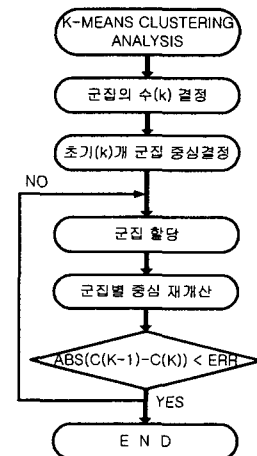 K-MEANS CLUSTERING
ANALYSIS
군집의 수(k) 결정
초기(k)개 군집 중심결정
NO
군집 할당
군집별 중심 재개산
ABS(C(K-1)-C(K)) < ERR
YES
E N D